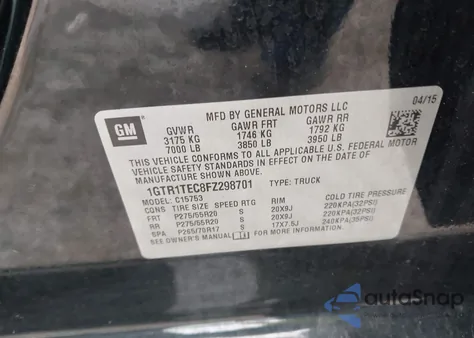 04/15
MFD BY GENERAL MOTORS LLC
GM
GVWR GAWR FRT GAWR RR
3175 KG 1746 KG 1792 KG
7000 LB 3850 LB 3950 LB
THIS VEHICLE CONFORMS TO ALL APPLICABLE U.S. FEDERAL MOTOR
VEHICLE SAFETY STANDARDS IN EFFECT ON THE DATE OF
MANUFACTURE SHOWN ABOVE.
1GTR1TEC8FZ298701 TYPE: TRUCK
MODEL: C15753
TIRE SIZE SPEED RTG RIM COLD TIRE PRESSURE
FRT P275/55R20 S 20X9J 220KPA(32PSI)
RR P275/55R20 S 20X9J 220KPA(32PSI)
SPA P265/70R17 S 17X7.5J 240KPA(35PSI)
SEE OWNER'S MANUAL FOR MORE INFORMATION
autoSnap